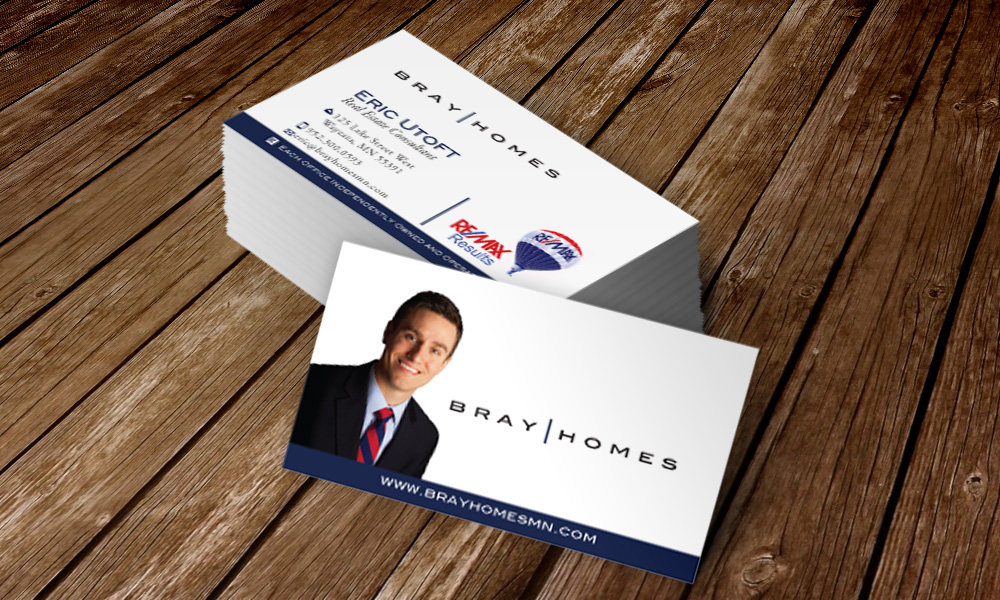 BRAY|HOMES
ERIC UTOFT
Real Estate Consultant
125 Lake Street West
Wayzata, MN 55391
952.500.0593
eric@brayhomesmn.com
EACH OFFICE INDEPENDENTLY OWNED AND
RE/MAX
Results
RE/MAX
BRAY|HOMES
WWW.BRAYHOMESMN.COM